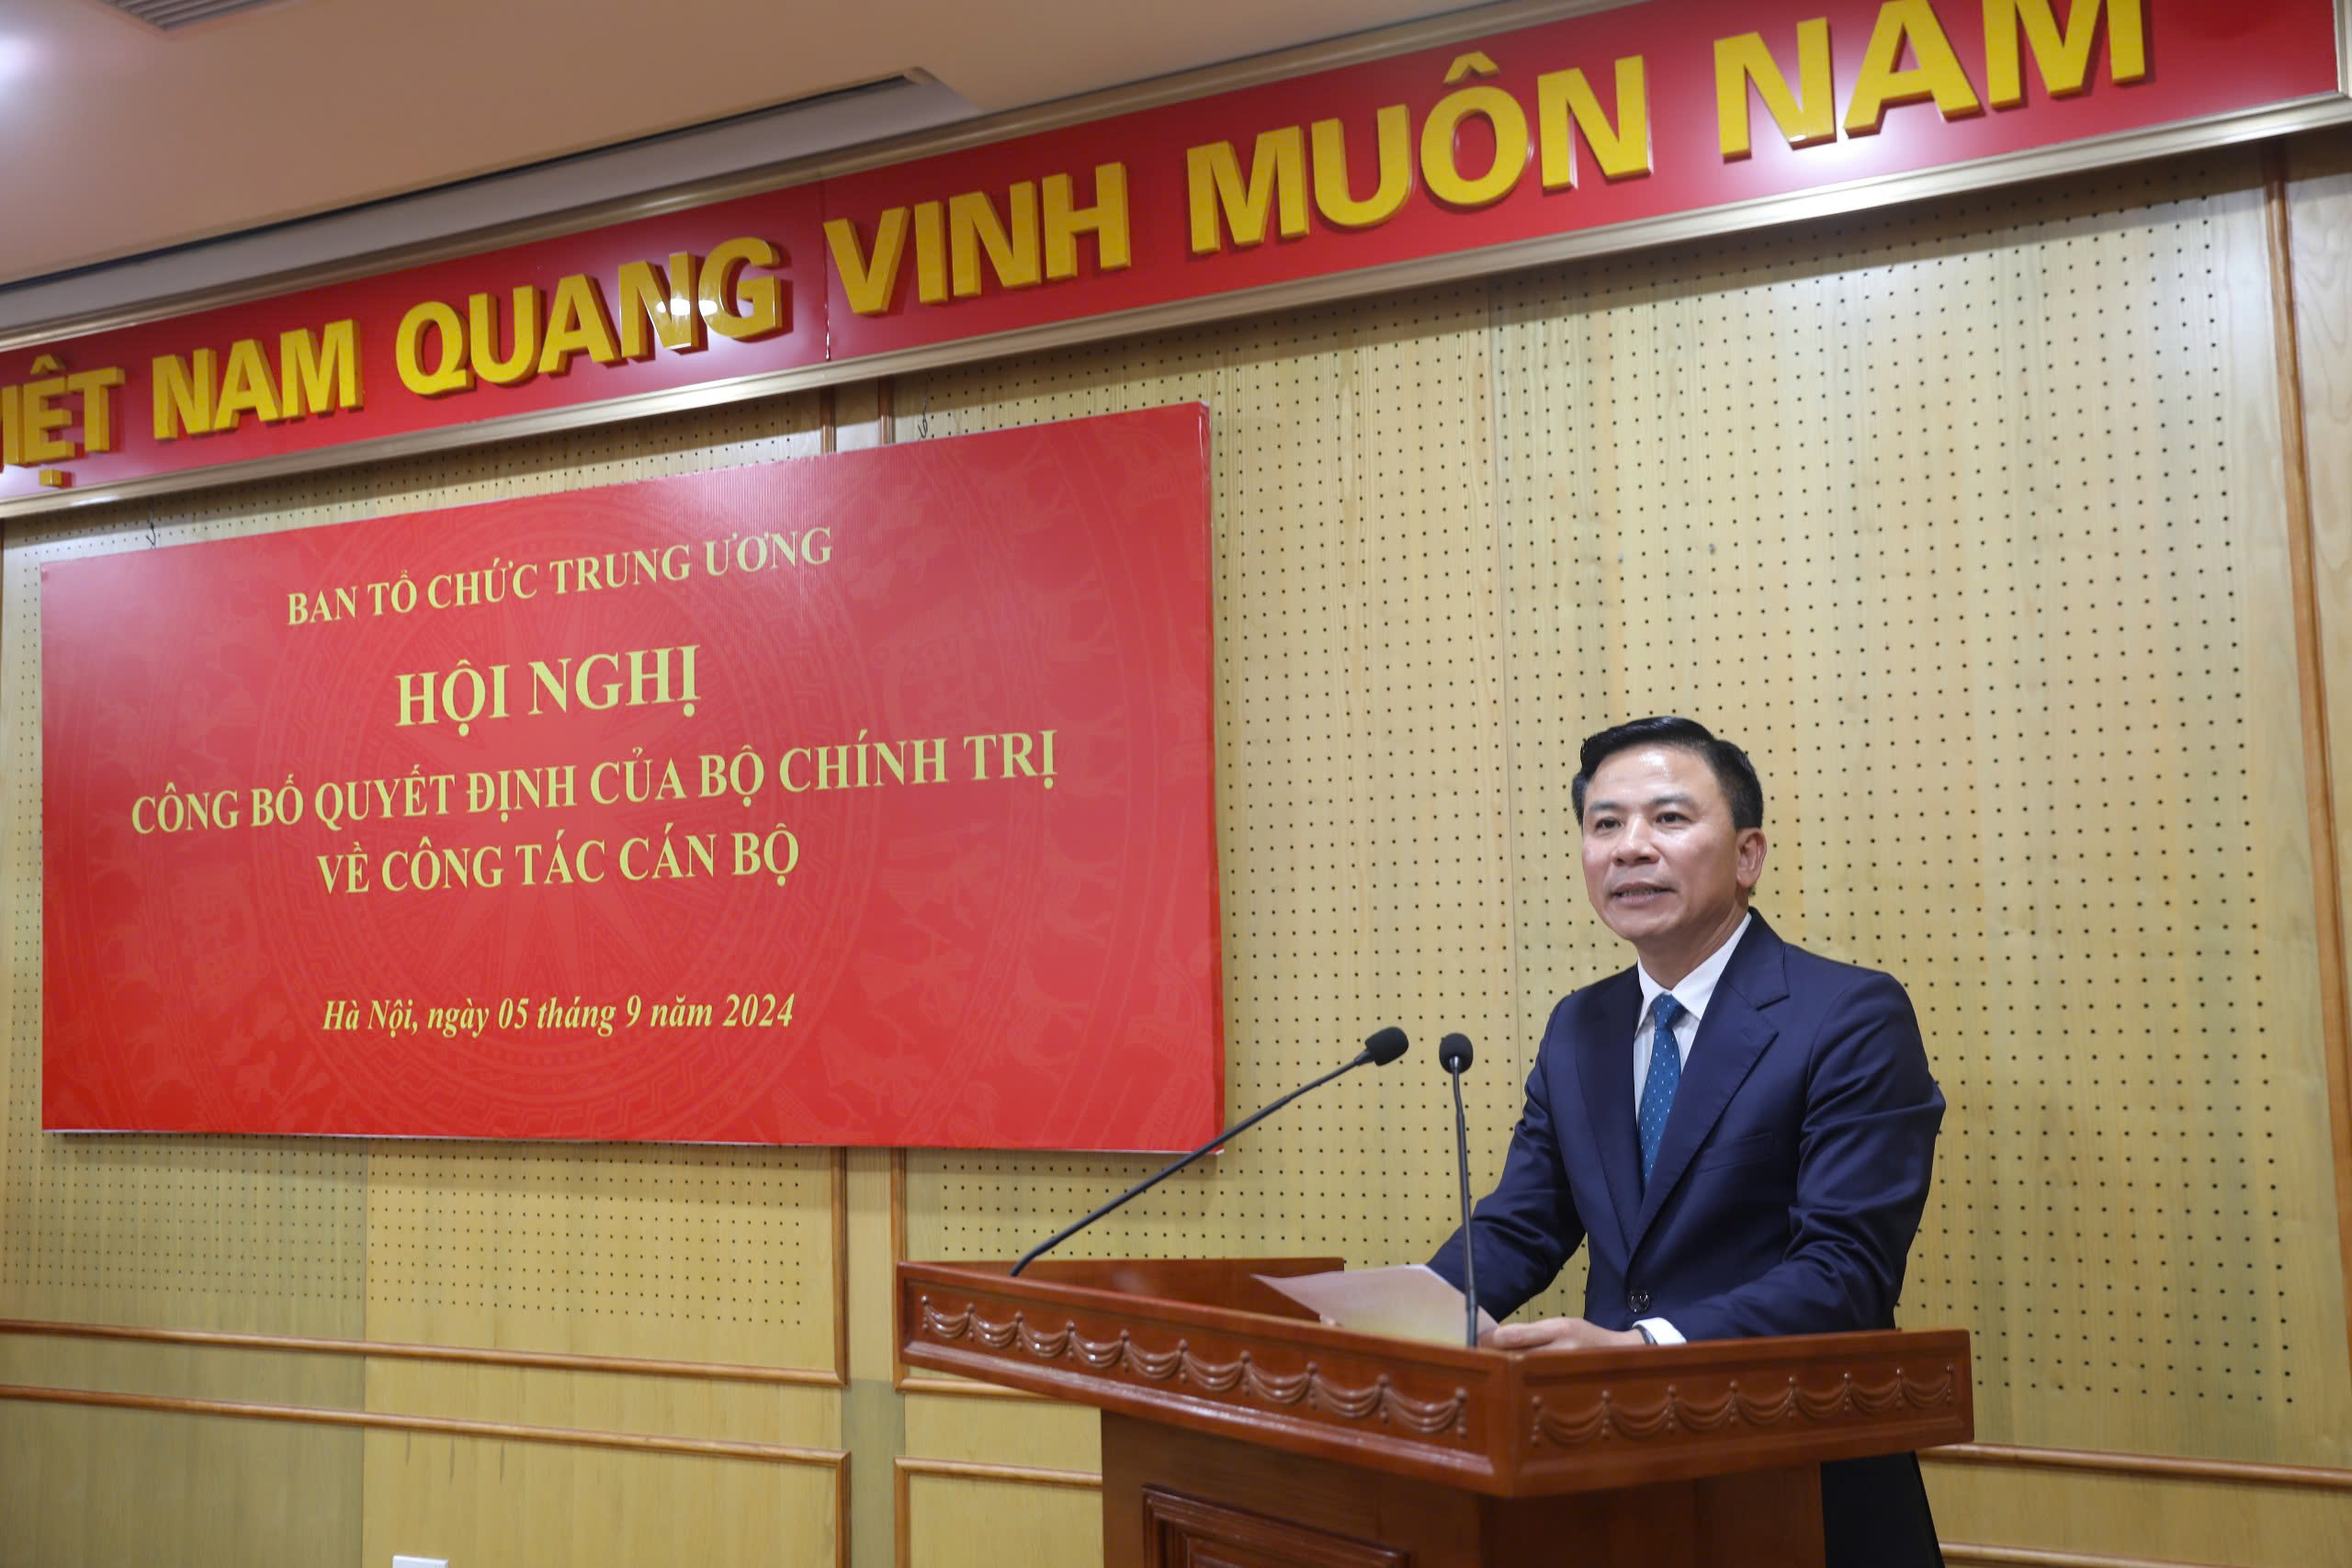 VIỆT NAM QUANG VINH MUÔN NĂM
BAN TỔ CHỨC TRUNG ƯƠNG
HỘI NGHỊ
CÔNG BỐ QUYẾT ĐỊNH CỦA BỘ CHÍNH TRỊ
VỀ CÔNG TÁC CÁN BỘ
Hà Nội, ngày 05 tháng 9 năm 2024